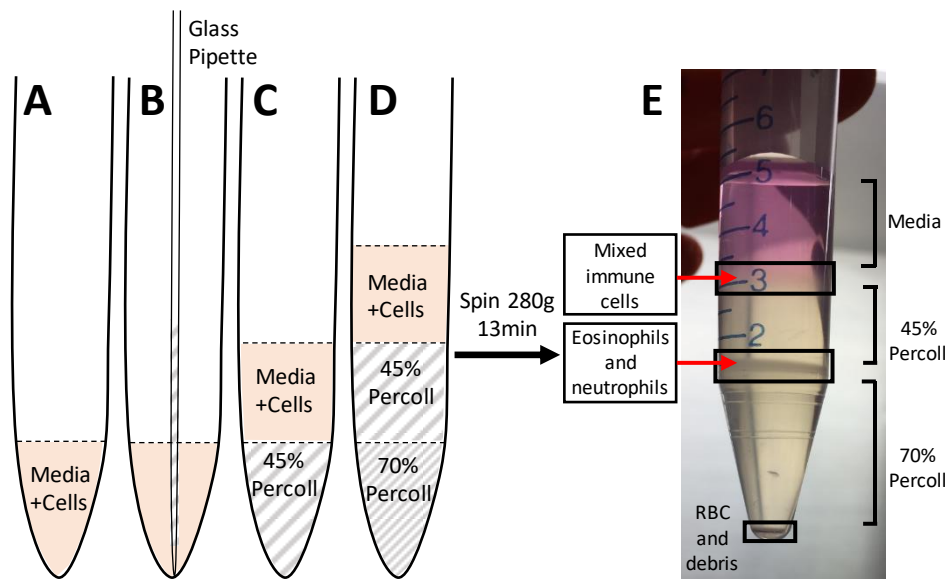 Glass
Pipette
A
B
C
D
E
Media
+Cells
Media
+Cells
45%
Percoll
Media
+Cells
45%
Percoll
70%
Percoll
Spin 280g
13min
Mixed
immune
cells
Eosinophils
and
neutrophils
RBC
and
debris
6
5
4
3
2
Media
45%
Percoll
70%
Percoll